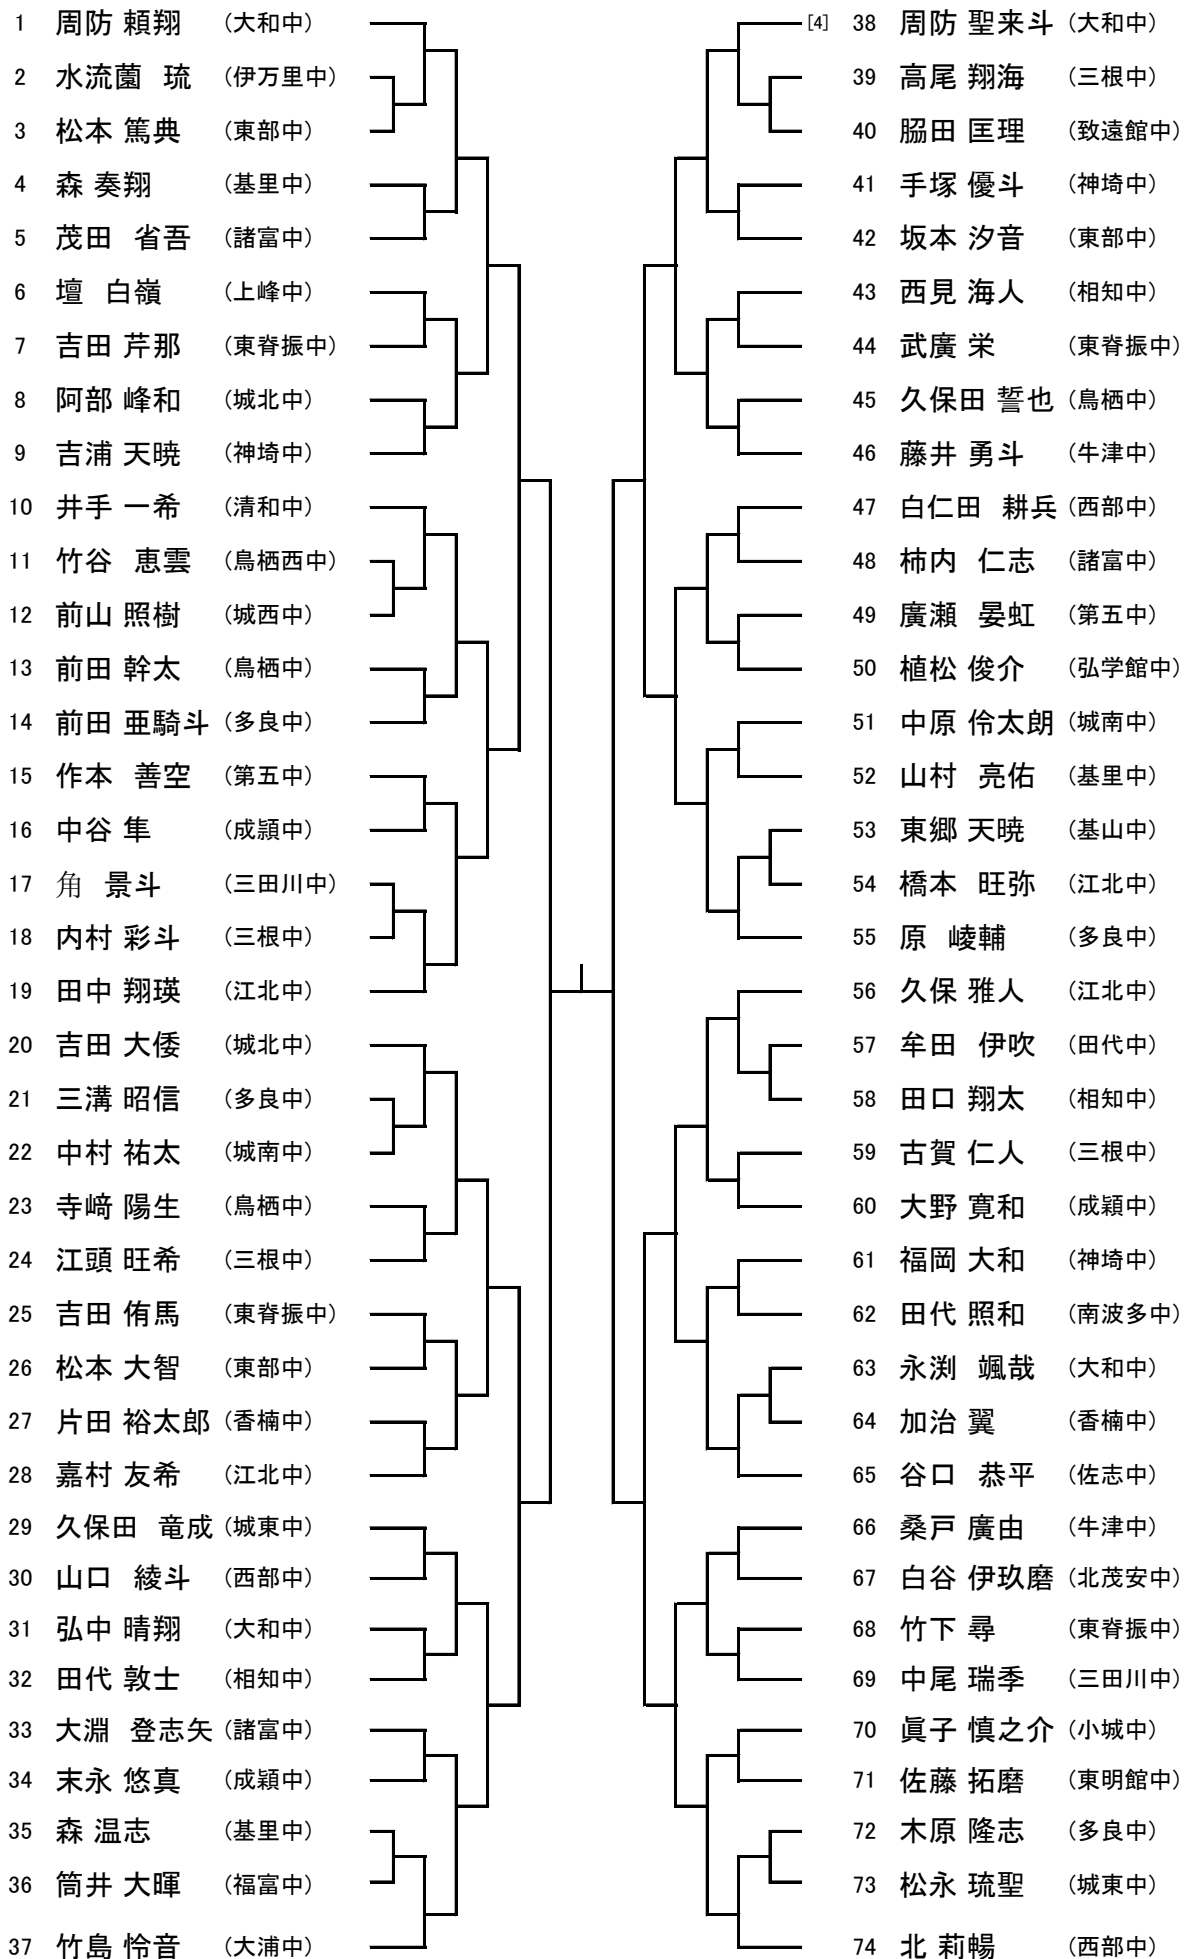 1 周防 頼翔 (大和中)
2 水流薗 琉 (伊万里中)
3 松本 篤典 (東部中)
4 森 奏翔 (基里中)
5 茂田 省吾 (諸富中)
6 壇 白嶺 (上峰中)
7 吉田 芹那 (東脊振中)
8 阿部 峰和 (城北中)
9 吉浦 天暁 (神埼中)
10 井手 一希 (清和中)
11 竹谷 恵雲 (鳥栖西中)
12 前山 照樹 (城西中)
13 前田 幹太 (鳥栖中)
14 前田 亜騎斗 (多良中)
15 作本 善空 (第五中)
16 中谷 隼 (成頴中)
17 角 景斗 (三田川中)
18 内村 彩斗 (三根中)
19 田中 翔瑛 (江北中)
20 吉田 大倭 (城北中)
21 三溝 昭信 (多良中)
22 中村 祐太 (城南中)
23 寺﨑 陽生 (鳥栖中)
24 江頭 旺希 (三根中)
25 吉田 侑馬 (東脊振中)
26 松本 大智 (東部中)
27 片田 裕太郎 (香楠中)
28 嘉村 友希 (江北中)
29 久保田 竜成 (城東中)
30 山口 綾斗 (西部中)
31 弘中 晴翔 (大和中)
32 田代 敦士 (相知中)
33 大淵 登志矢 (諸富中)
34 末永 悠真 (成穎中)
35 森 温志 (基里中)
36 筒井 大暉 (福富中)
37 竹島 怜音 (大浦中)
[4] 38 周防 聖来斗 (大和中)
39 高尾 翔海 (三根中)
40 脇田 匡理 (致遠館中)
41 手塚 優斗 (神埼中)
42 坂本 汐音 (東部中)
43 西見 海人 (相知中)
44 武廣 栄 (東脊振中)
45 久保田 誓也 (鳥栖中)
46 藤井 勇斗 (牛津中)
47 白仁田 耕兵 (西部中)
48 柿内 仁志 (諸富中)
49 廣瀬 晏虹 (第五中)
50 植松 俊介 (弘学館中)
51 中原 伶太朗 (城南中)
52 山村 亮佑 (基里中)
53 東郷 天暁 (基山中)
54 橋本 旺弥 (江北中)
55 原 崚輔 (多良中)
56 久保 雅人 (江北中)
57 牟田 伊吹 (田代中)
58 田口 翔太 (相知中)
59 古賀 仁人 (三根中)
60 大野 寛和 (成穎中)
61 福岡 大和 (神埼中)
62 田代 照和 (南波多中)
63 永渕 颯哉 (大和中)
64 加治 翼 (香楠中)
65 谷口 恭平 (佐志中)
66 桑戸 廣由 (牛津中)
67 白谷 伊玖磨 (北茂安中)
68 竹下 尋 (東脊振中)
69 中尾 瑞季 (三田川中)
70 眞子 慎之介 (小城中)
71 佐藤 拓磨 (東明館中)
72 木原 隆志 (多良中)
73 松永 琉聖 (城東中)
74 北 莉暢 (西部中)